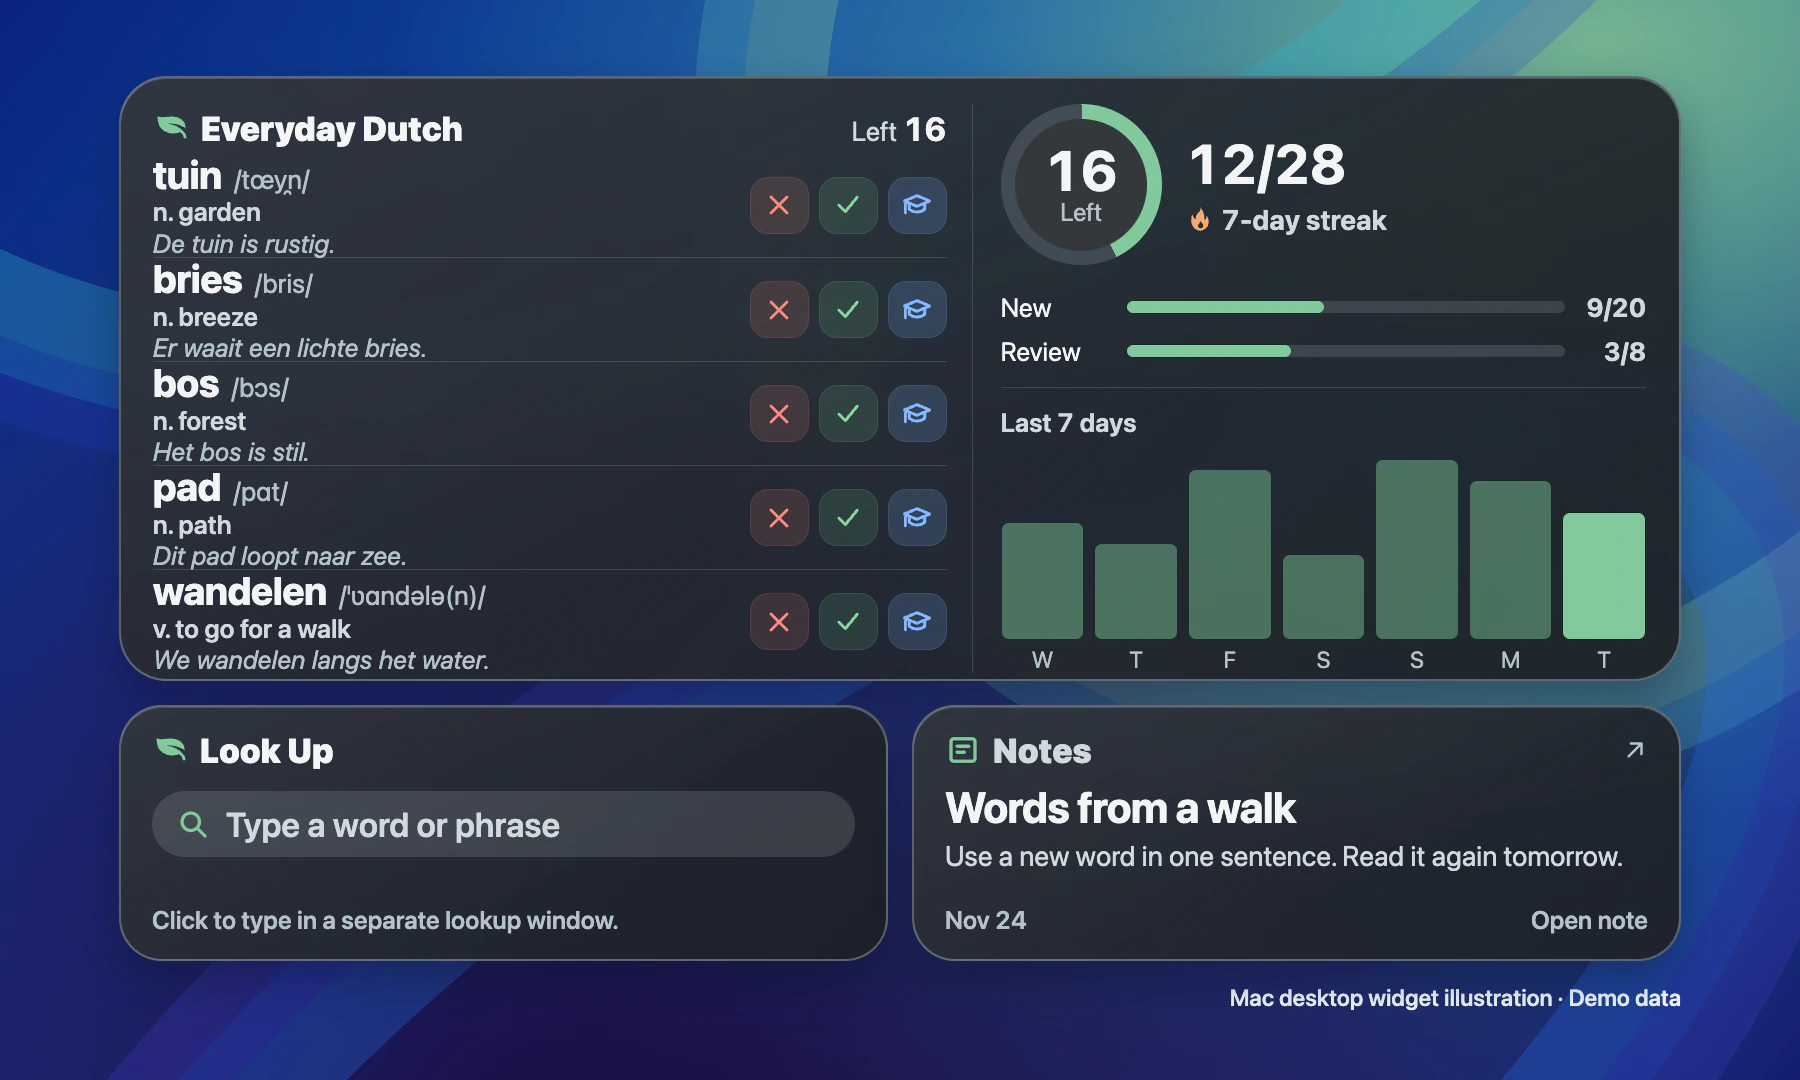 Everyday Dutch
Left 16
tuin /tœy̯n/
n. garden
De tuin is rustig.
bries /bris/
n. breeze
Er waait een lichte bries.
bos /bɔs/
n. forest
Het bos is stil.
pad /pɑt/
n. path
Dit pad loopt naar zee.
wandelen /ˈʋɑndələ(n)/
v. to go for a walk
We wandelen langs het water.
16
Left
12/28
7-day streak
New 9/20
Review 3/8
Last 7 days
W T F S S M T
Look Up
Type a word or phrase
Click to type in a separate lookup window.
Notes
Words from a walk
Use a new word in one sentence. Read it again tomorrow.
Nov 24
Open note
Mac desktop widget illustration · Demo data